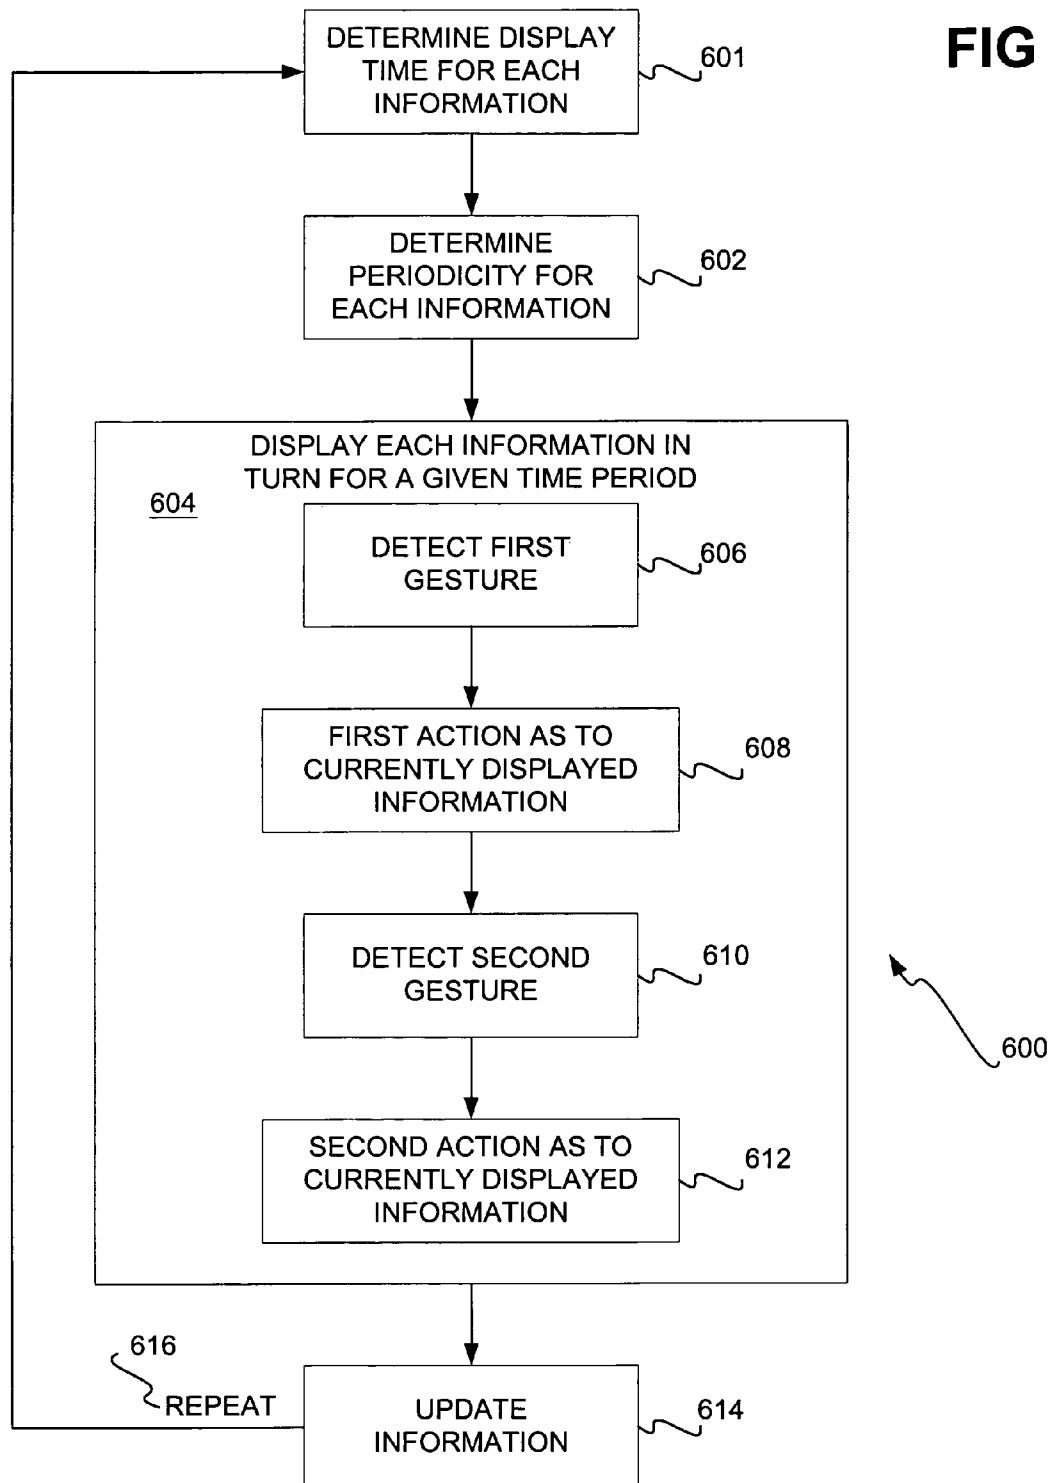 FIG
DETERMINE DISPLAY
TIME FOR EACH
INFORMATION
601
DETERMINE
PERIODICITY FOR
EACH INFORMATION
602
DISPLAY EACH INFORMATION IN
TURN FOR A GIVEN TIME PERIOD
604
DETECT FIRST
GESTURE
606
FIRST ACTION AS TO
CURRENTLY DISPLAYED
INFORMATION
608
DETECT SECOND
GESTURE
610
600
SECOND ACTION AS TO
CURRENTLY DISPLAYED
INFORMATION
612
616
REPEAT
UPDATE
INFORMATION
614